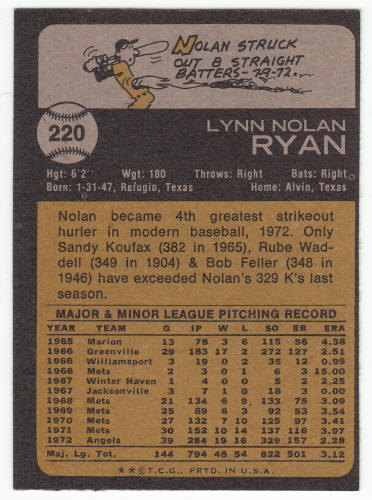 NOLAN STRUCK
OUT 8 STRAIGHT
BATTERS-7-9-72.
220
LYNN NOLAN
RYAN
Hgt: 6'2" Wgt: 180 Throws: Right Bats: Right
Born: 1-31-47, Refugio, Texas Home: Alvin, Texas
Nolan became 4th greatest strikeout
hurler in modern baseball, 1972. Only
Sandy Koufax (382 in 1965), Rube Wad-
dell (349 in 1904) & Bob Feller (348 in
1946) have exceeded Nolan's 329 K's last
season.
MAJOR & MINOR LEAGUE PITCHING RECORD
YEAR TEAM G IP W L SO BB ERA
1965 Marion 13 78 3 6 115 56 4.38
1966 Greenville 29 183 17 2 272 127 2.51
1966 Williamsport 3 19 0 2 35 12 0.95
1966 Mets 2 3 0 1 6 3 15.00
1967 Winter Haven 1 4 0 0 5 2 2.25
1967 Jacksonville 3 7 1 0 18 3 0.00
1968 Mets 21 134 6 9 133 75 3.09
1969 Mets 25 89 6 3 92 53 3.54
1970 Mets 27 132 7 10 125 97 3.41
1971 Mets 30 152 10 14 137 116 3.97
1972 Angels 39 284 19 16 329 157 2.28
Maj. Lg. Tot. 144 794 48 54 822 501 3.12
**©T.C.G., PRTD. IN U.S.A.